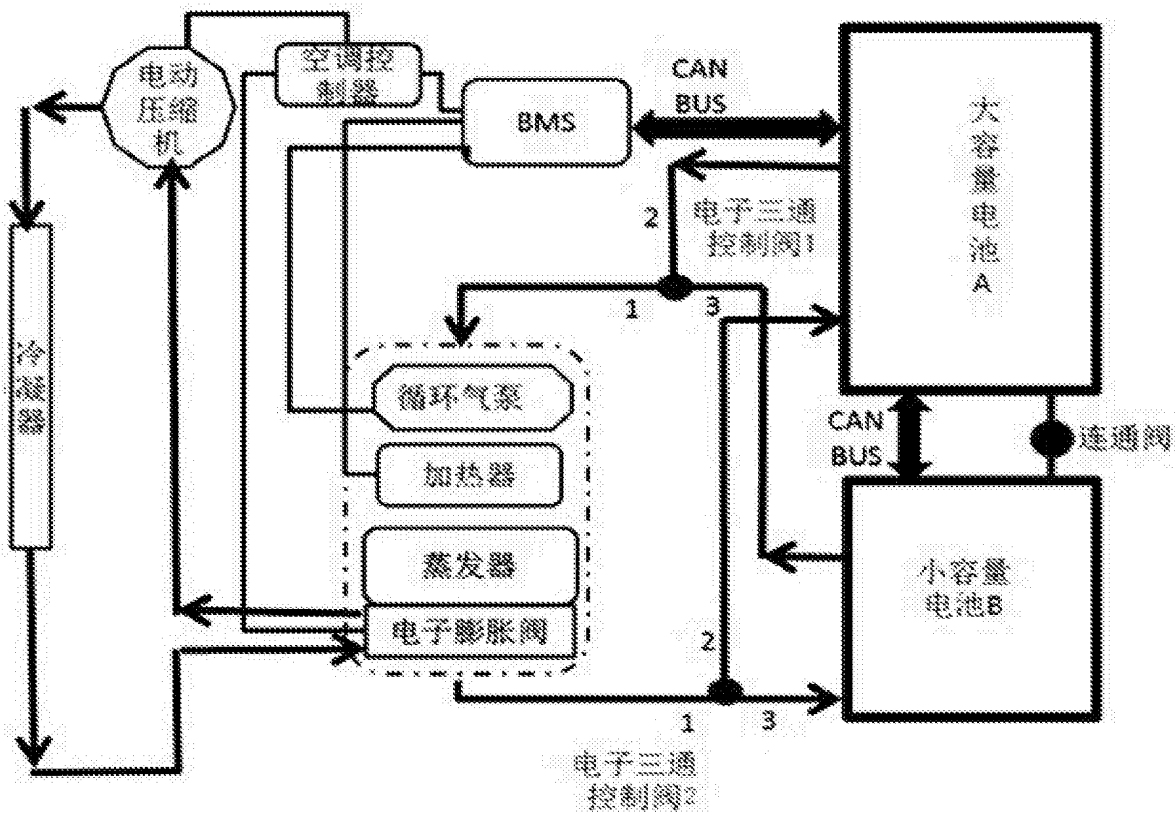 电动
压缩
机
空调控
制器
BMS
CAN
BUS
大
容
量
电
池
A
2
电子三通
控制阀1
1
3
冷
凝
器
循环气泵
加热器
蒸发器
电子膨胀阀
CAN
BUS
连通阀
小容量
电池B
2
1
3
电子三通
控制阀2